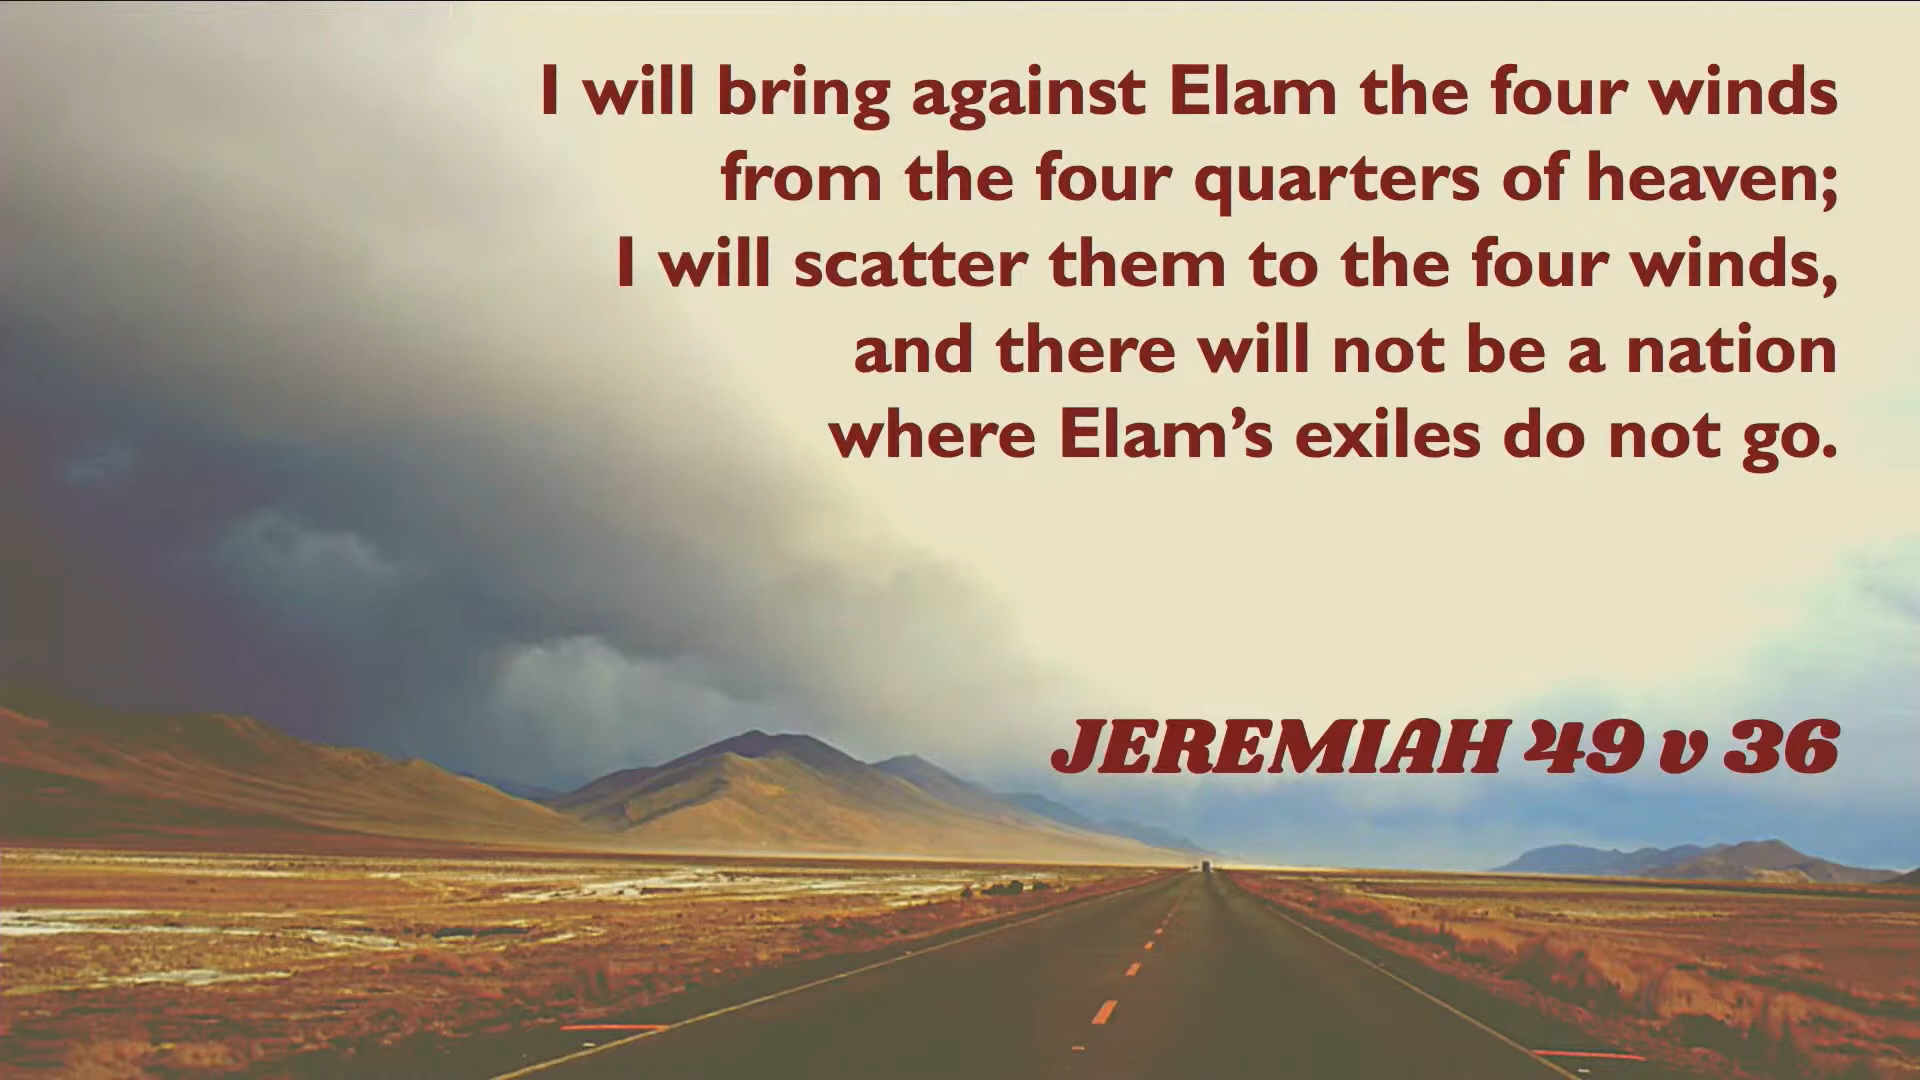 I will bring against Elam the four winds
from the four quarters of heaven;
I will scatter them to the four winds,
and there will not be a nation
where Elam’s exiles do not go.
JEREMIAH 49 v 36